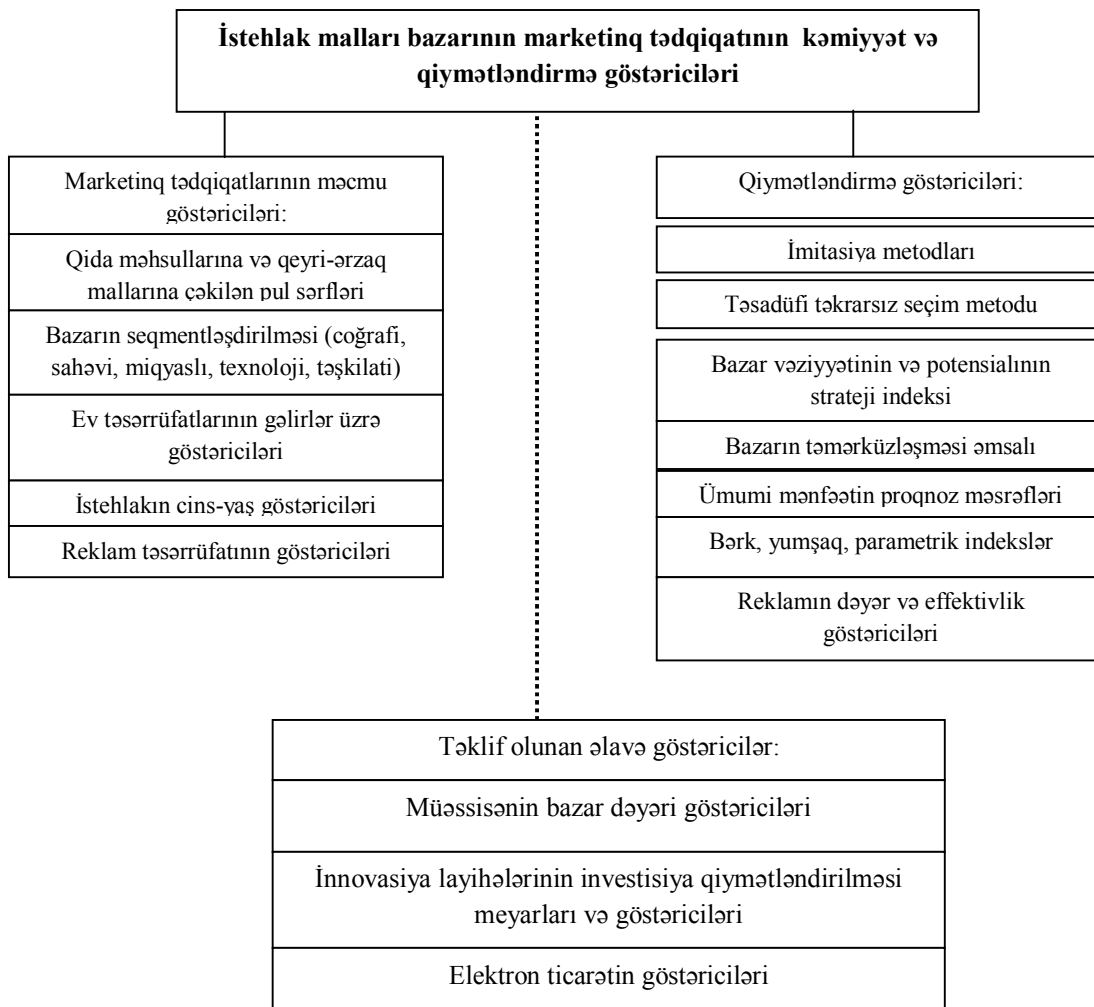 İstehlak malları bazarının marketinq tədqiqatının kəmiyyət və
qiymətləndirmə göstəriciləri
Marketinq tədqiqatlarının məcmu
göstəriciləri:
Qida məhsullarına və qeyri-ərzaq
mallarına çəkilən pul sərfləri
Bazarın seqmentləşdirilməsi (coğrafi,
sahəvi, miqyaslı, texnoloji, təşkilati)
Ev təsərrüfatlarının gəlirlər üzrə
göstəriciləri
İstehlakın cins-yaş göstəriciləri
Reklam təsərrüfatının göstəriciləri
Qiymətləndirmə göstəriciləri:
İmitasiya metodları
Təsadüfi təkrarsız seçim metodu
Bazar vəziyyətinin və potensialının
strateji indeksi
Bazarın təmərküzləşməsi əmsalı
Ümumi mənfəətin proqnoz məsrəfləri
Bərk, yumşaq, parametrik indekslər
Reklamın dəyər və effektivlik
göstəriciləri
Təklif olunan əlavə göstəricilər:
Müəssisənin bazar dəyəri göstəriciləri
İnnovasiya layihələrinin investisiya qiymətləndirilməsi
meyarları və göstəriciləri
Elektron ticarətin göstəriciləri